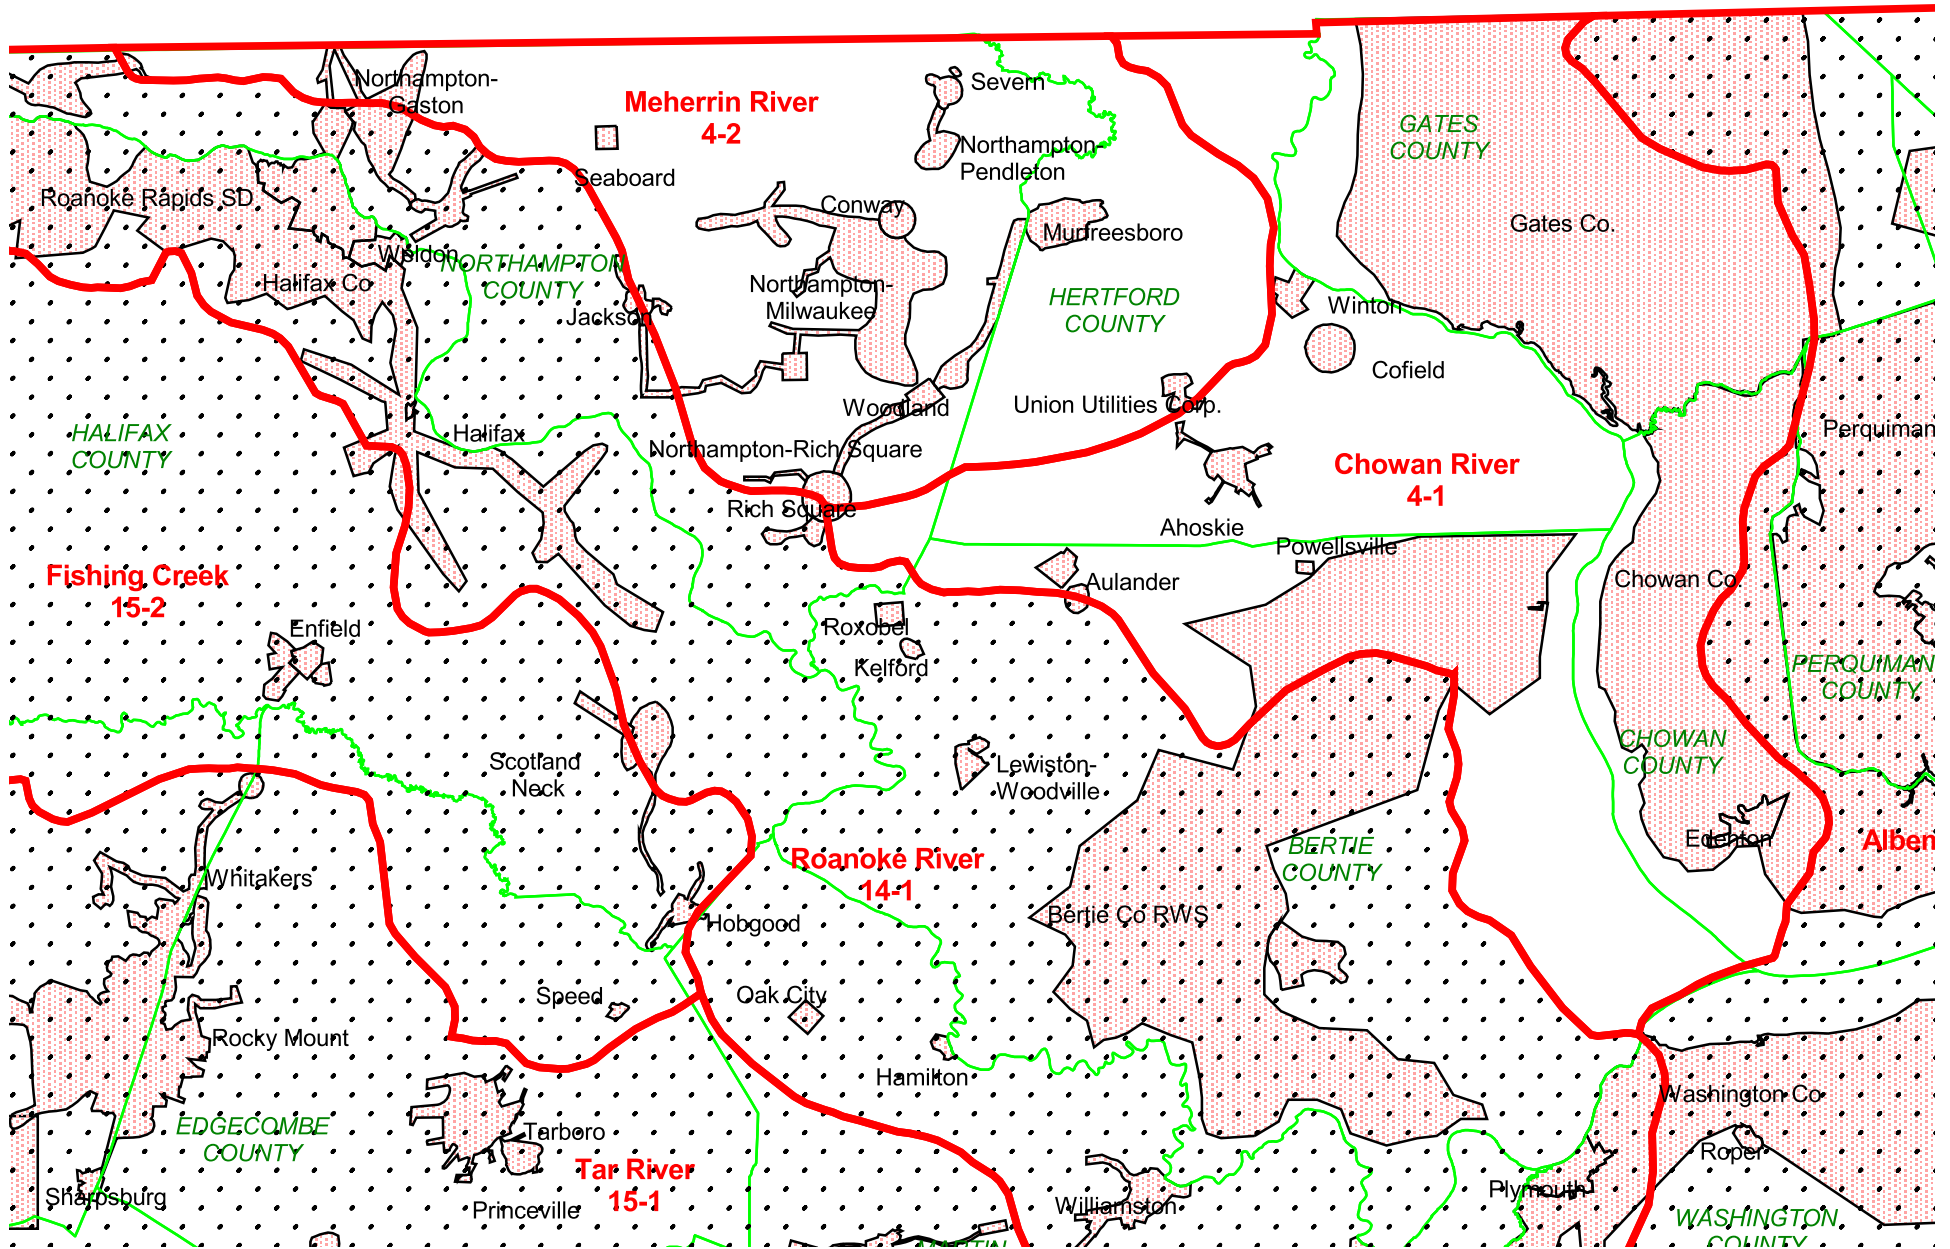 Northampton-
Gaston
Meherrin River
4-2
Severn
Northampton-
Pendleton
GATES
COUNTY
Seaboard
Roanoke Rapids SD
Conway
Murfreesboro
Gates Co.
Weldon
NORTHAMPTON
COUNTY
Halifax Co
Northampton-
Milwaukee
HERTFORD
COUNTY
Jackson
Winton
Cofield
Woodland
Union Utilities Corp.
HALIFAX
COUNTY
Halifax
Northampton-Rich Square
Perquiman
Chowan River
4-1
Rich Square
Ahoskie
Powellsville
Fishing Creek
15-2
Aulander
Chowan Co.
Enfield
Roxobel
Kelford
PERQUIMAN
COUNTY
Scotland
Neck
Lewiston-
Woodville
CHOWAN
COUNTY
Edenton
Alben
Roanoke River
14-1
BERTIE
COUNTY
Whitakers
Hobgood
Bertie Co RWS
Speed
Oak City
Rocky Mount
Hamilton
Washington Co
EDGECOMBE
COUNTY
Tarboro
Roper
Tar River
15-1
Sharpsburg
Princeville
Williamston
Plymouth
WASHINGTON
COUNTY
MARTIN